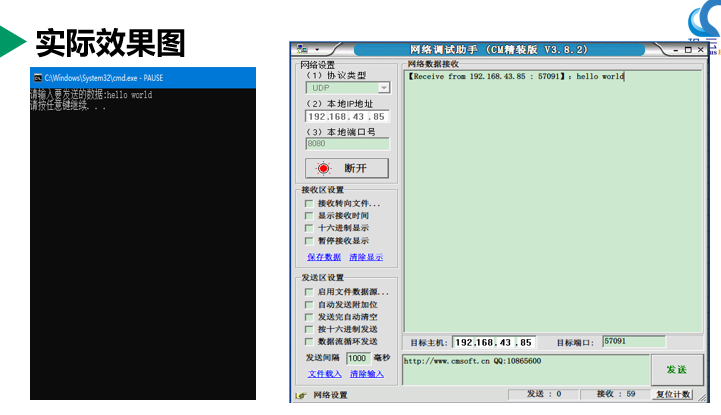 实际效果图
C:\Windows\System32\cmd.exe - PAUSE
请输入要发送的数据:hello world
请按任意键继续. . .
网络调试助手 (CM精装版 V3.8.2)
网络设置
(1) 协议类型
UDP
(2) 本地IP地址
192.168.43.85
(3) 本地端口号
8080
断开
接收区设置
接收转向文件...
显示接收时间
十六进制显示
暂停接收显示
保存数据 清除显示
发送区设置
启用文件数据源...
自动发送附加位
发送完自动清空
按十六进制发送
数据流循环发送
发送间隔 1000 毫秒
文件载入 清除输入
网络数据接收
【Receive from 192.168.43.85 : 57091】: hello world
目标主机: 192.168.43.85 目标端口: 57091
http://www.cmsoft.cn QQ:10865600
发送
网络设置 发送 : 0 接收 : 59 复位计数